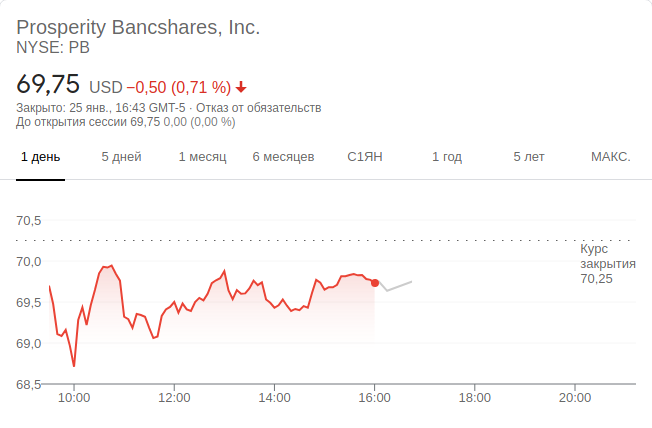 Prosperity Bancshares, Inc.
NYSE: PB
69,75 USD −0,50 (0,71 %)
Закрыто: 25 янв., 16:43 GMT-5 · Отказ от обязательств
До открытия сессии 69,75 0,00 (0,00 %)
1 день 5 дней 1 месяц 6 месяцев С1ЯН 1 год 5 лет МАКС.
70,5
Курс
закрытия
70,25
70,0
69,5
69,0
68,5
10:00 12:00 14:00 16:00 18:00 20:00